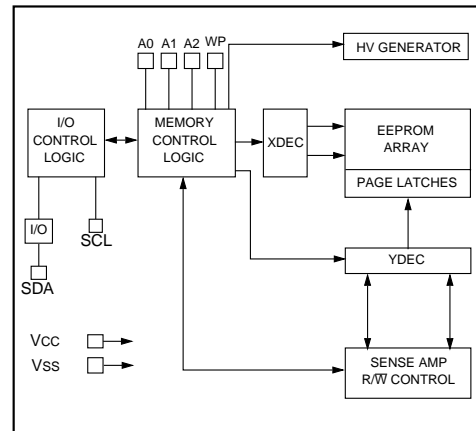 A0 A1 A2 WP
HV GENERATOR
I/O
CONTROL
LOGIC
MEMORY
CONTROL
LOGIC
XDEC
EEPROM
ARRAY
PAGE LATCHES
I/O
SCL
SDA
YDEC
VCC
VSS
SENSE AMP
R/W̅ CONTROL